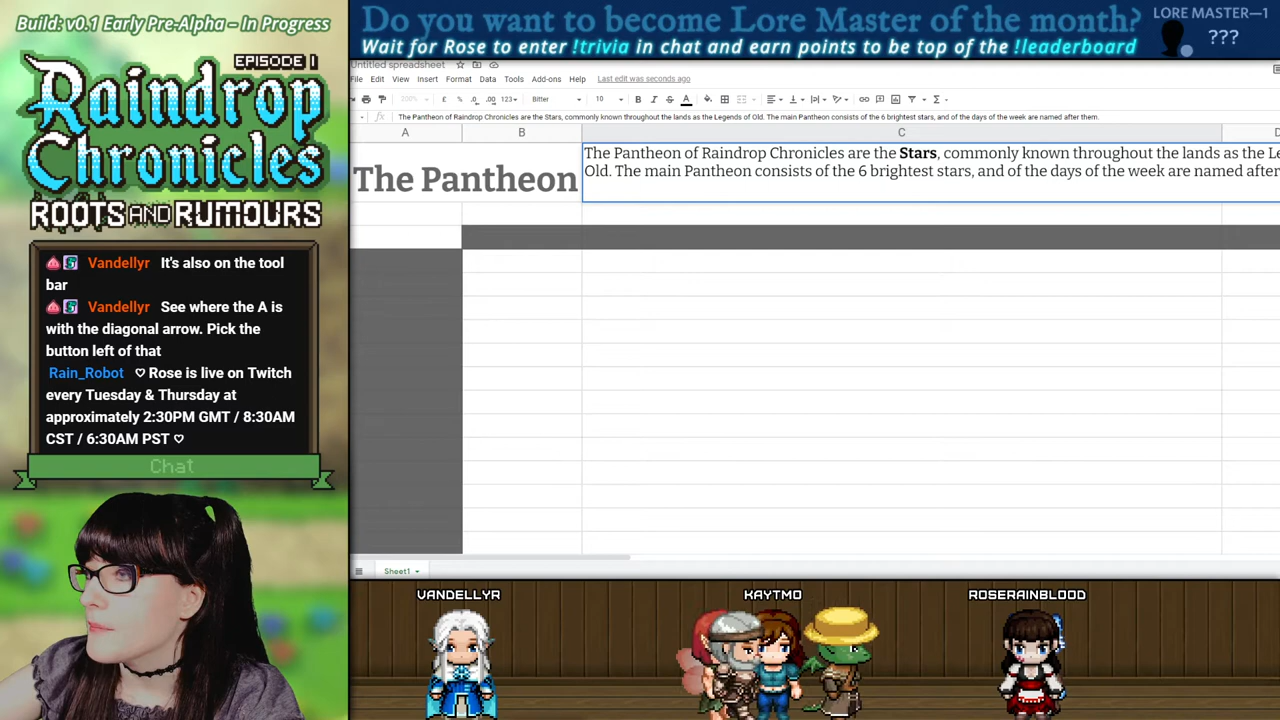 Build: v0.1 Early Pre-Alpha – In Progress
EPISODE I
Raindrop
Chronicles
ROOTS AND RUMOURS
Vandellyr It's also on the tool
bar
Vandellyr See where the A is
with the diagonal arrow. Pick the
button left of that
Rain_Robot ♡ Rose is live on Twitch
every Tuesday & Thursday at
approximately 2:30PM GMT / 8:30AM
CST / 6:30AM PST ♡
Chat
Do you want to become Lore Master of the month?
Wait for Rose to enter !trivia in chat and earn points to be top of the !leaderboard
LORE MASTER—1
???
Untitled spreadsheet
File Edit View Insert Format Data Tools Add-ons Help Last edit was seconds ago
200% £ % .0 .00 123 Bitter 10 B I S A
fx The Pantheon of Raindrop Chronicles are the Stars, commonly known throughout the lands as the Legends of Old. The main Pantheon consists of the 6 brightest stars, and of the days of the week are named after them.
A B C D
The Pantheon
The Pantheon of Raindrop Chronicles are the Stars, commonly known throughout the lands as the Le
Old. The main Pantheon consists of the 6 brightest stars, and of the days of the week are named after
Sheet1
VANDELLYR
KAYTMO
ROSERAINBLOOD